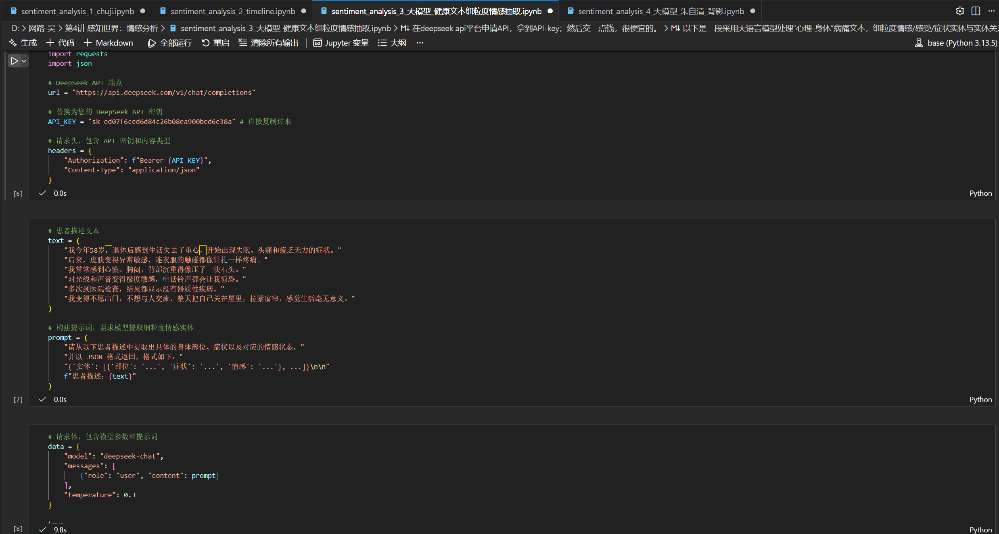 sentiment_analysis_1_chuji.ipynb
sentiment_analysis_2_timeline.ipynb
sentiment_analysis_3_大模型_健康文本细粒度情感抽取.ipynb
sentiment_analysis_4_大模型_朱自清_背影.ipynb
D: > 网路-吴 > 第4讲 感知世界：情感分析 > sentiment_analysis_3_大模型_健康文本细粒度情感抽取.ipynb > M↓ 在deepseek api平台申请API，拿到API-key；然后交一点钱，很便宜的。 > M↓ 以下是一段采用大语言模型处理“心理-身体”病痛文本，细粒度情感/感受/症状实体与实体关
生成 + 代码 + Markdown | 全部运行 重启 清除所有输出 | Jupyter 变量 大纲 ...
base (Python 3.13.5)
import requests
import json
# DeepSeek API 端点
url = "https://api.deepseek.com/v1/chat/completions"
# 替换为您的 DeepSeek API 密钥
API_KEY = "sk-ed07f6ced6d84c26b08ea900bed6e38a" # 直接复制过来
# 请求头，包含 API 密钥和内容类型
headers = {
"Authorization": f"Bearer {API_KEY}",
"Content-Type": "application/json"
}
[6] 0.0s Python
# 患者描述文本
text = (
"我今年58岁，退休后感到生活失去了重心，开始出现失眠、头痛和疲乏无力的症状。"
"后来，皮肤变得异常敏感，连衣服的触碰都像针扎一样疼痛。"
"我常常感到心慌、胸闷，背部沉重得像压了一块石头。"
"对光线和声音变得极度敏感，电话铃声都会让我惊恐。"
"多次到医院检查，结果都显示没有器质性疾病。"
"我变得不愿出门，不想与人交流，整天把自己关在屋里，拉紧窗帘，感觉生活毫无意义。"
)
# 构建提示词，要求模型提取细粒度情感实体
prompt = (
"请从以下患者描述中提取出具体的身体部位、症状以及对应的情感状态，"
"并以 JSON 格式返回，格式如下："
"{'实体': [{'部位': '...', '症状': '...', '情感': '...'}, ...]}\n\n"
f"患者描述：{text}"
)
[7] 0.0s Python
# 请求体，包含模型参数和提示词
data = {
"model": "deepseek-chat",
"messages": [
{"role": "user", "content": prompt}
],
"temperature": 0.3
}
try:
[8] 9.8s Python